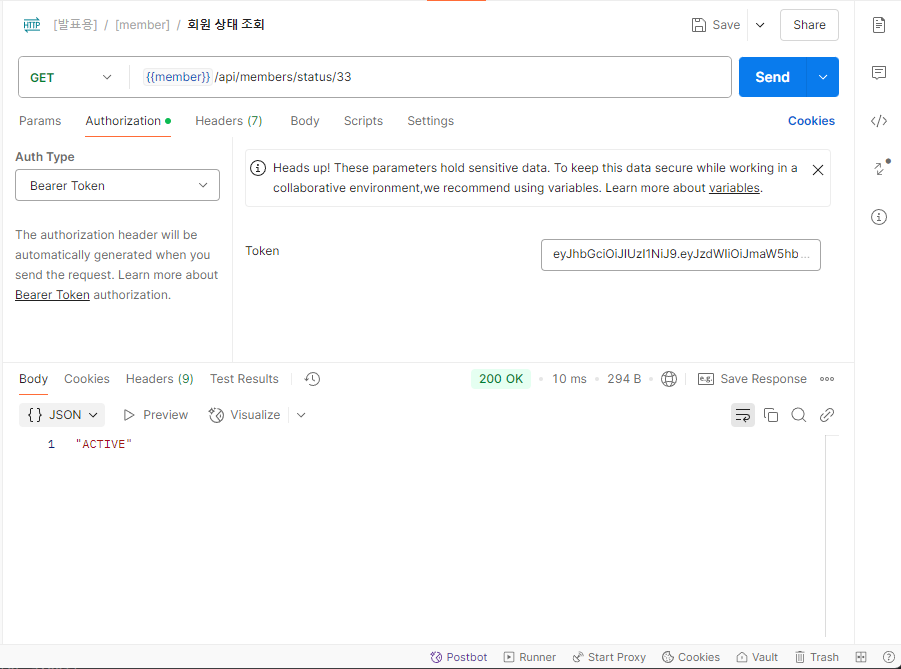 HTTP [발표용] / [member] / 회원 상태 조회 Save Share
GET {{member}} /api/members/status/33 Send
Params Authorization Headers (7) Body Scripts Settings Cookies
Auth Type
Bearer Token
The authorization header will be
automatically generated when you
send the request. Learn more about
Bearer Token authorization.
Heads up! These parameters hold sensitive data. To keep this data secure while working in a
collaborative environment,we recommend using variables. Learn more about variables.
Token eyJhbGciOiJIUzI1NiJ9.eyJzdWIiOiJmaW5hb ...
Body Cookies Headers (9) Test Results 200 OK • 10 ms • 294 B • e.g. Save Response
{} JSON Preview Visualize
1 "ACTIVE"
Postbot Runner Start Proxy Cookies Vault Trash